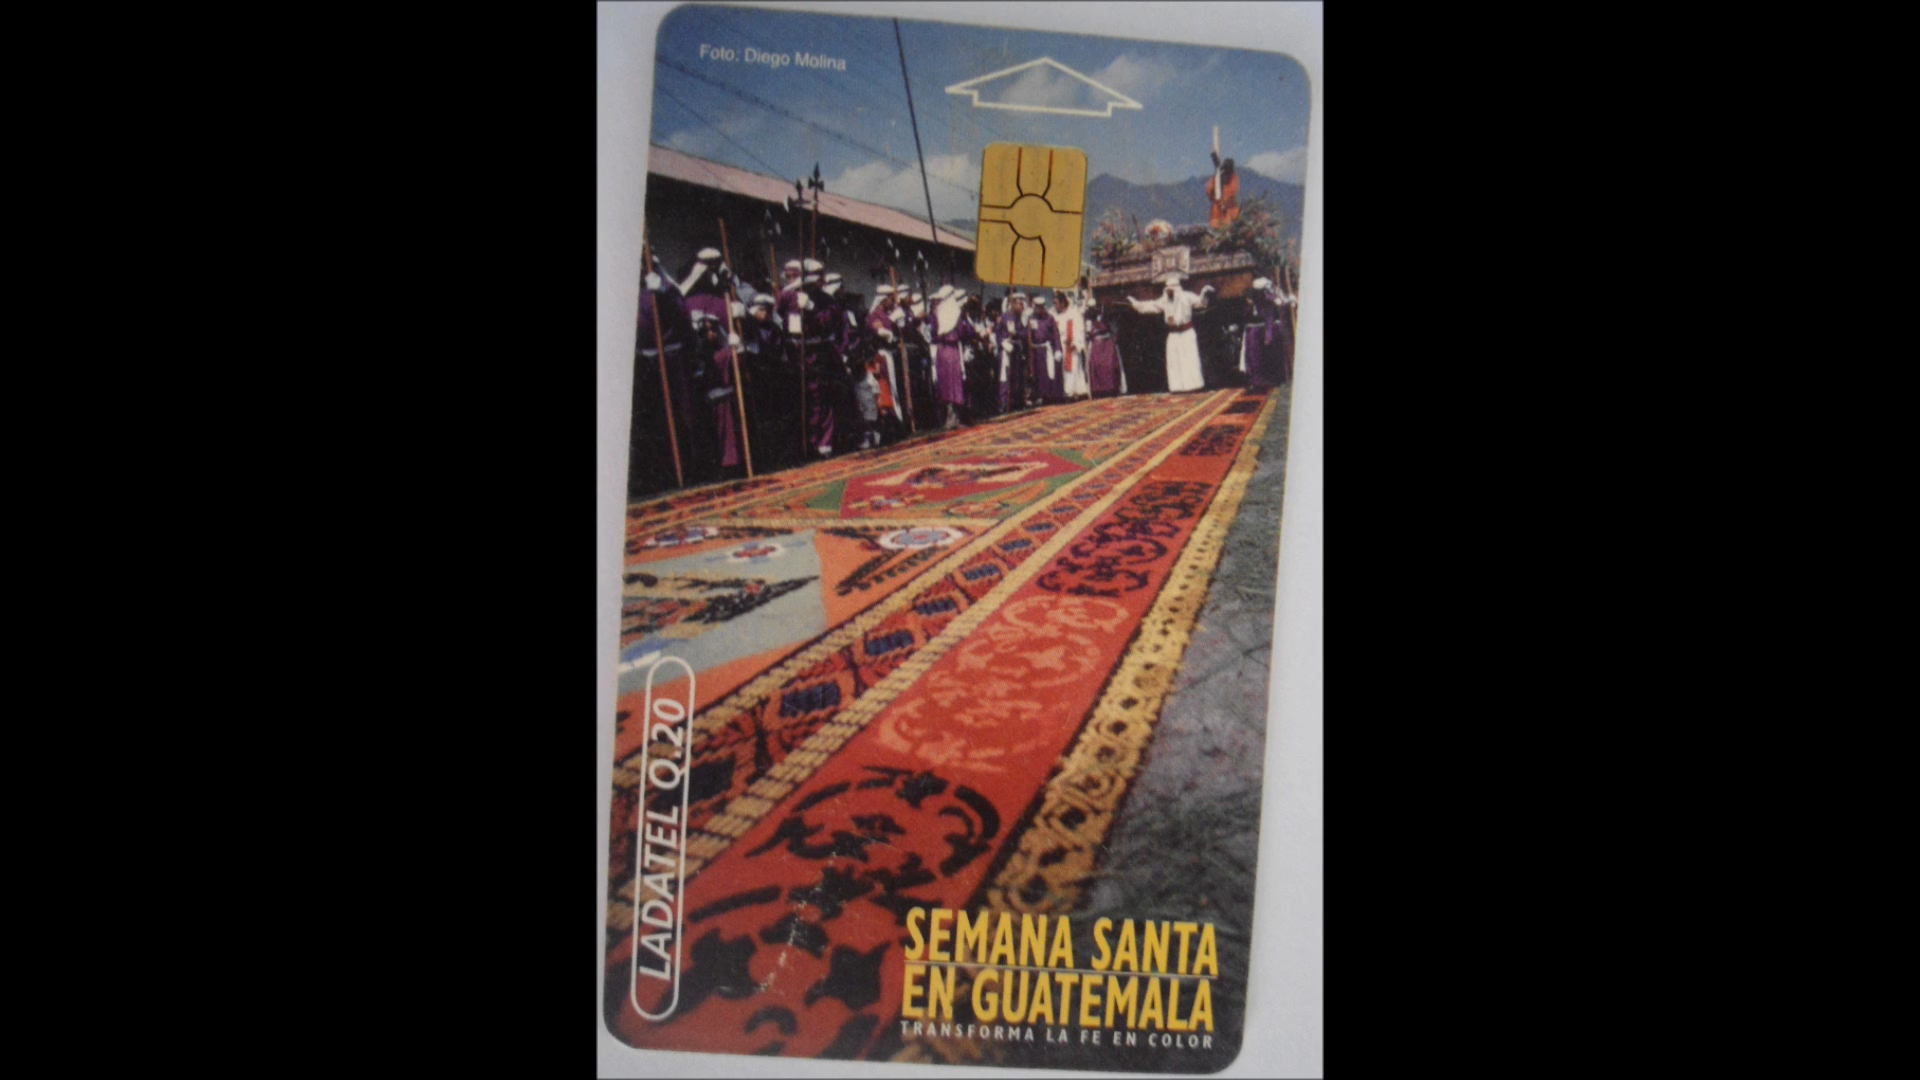 Foto: Diego Molina
LADATEL Q.20
SEMANA SANTA
EN GUATEMALA
TRANSFORMA LA FE EN COLOR